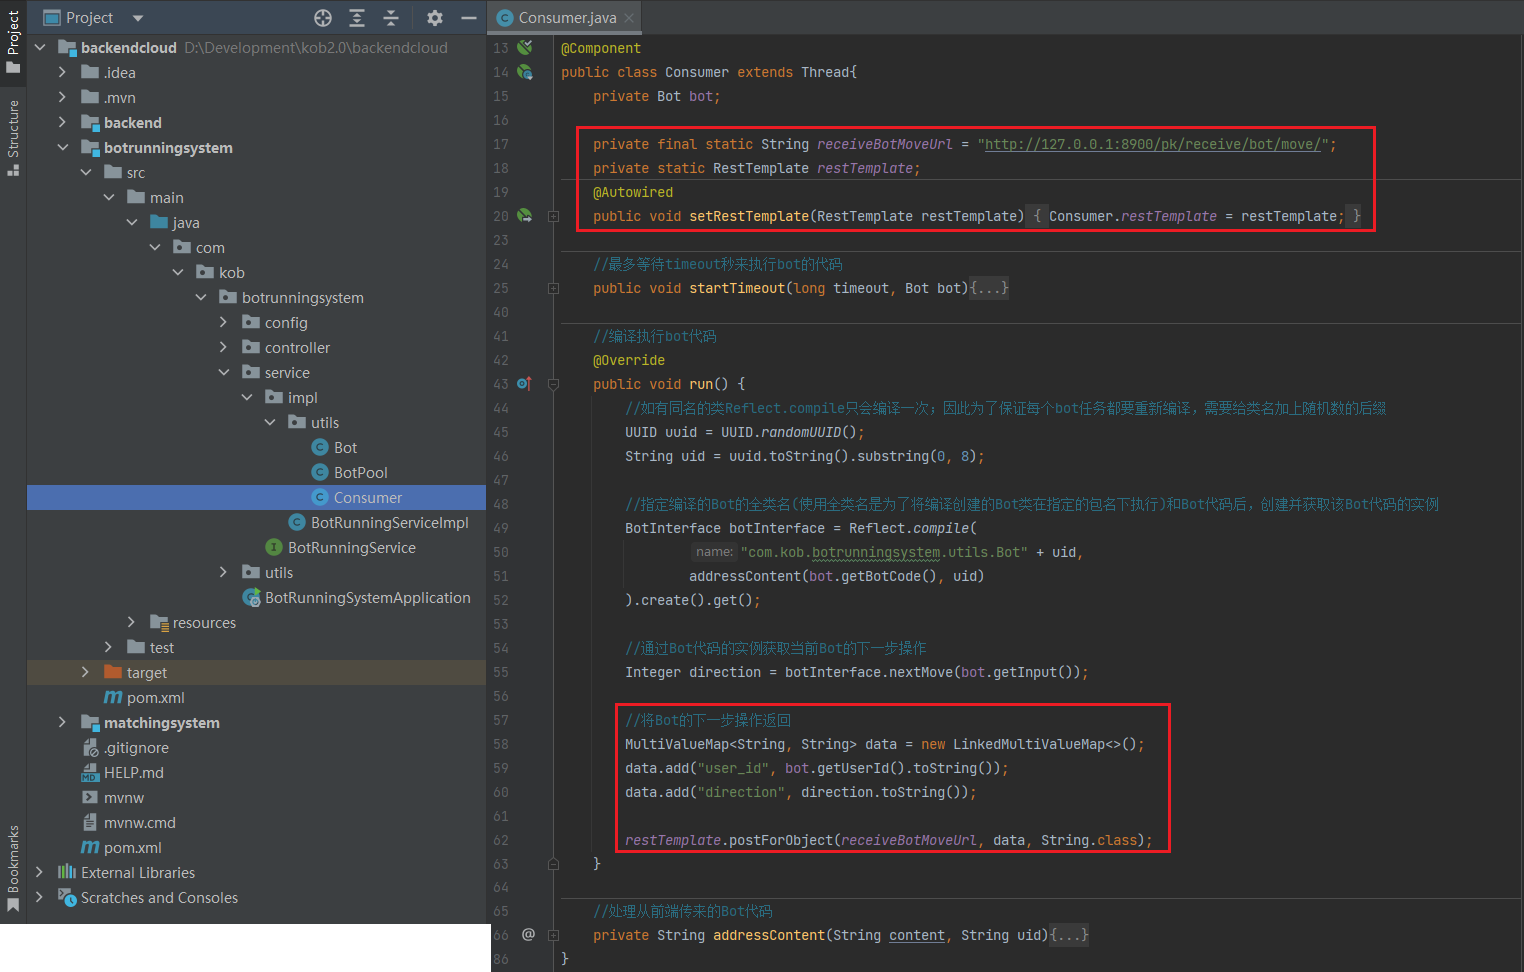 Project
Structure
Bookmarks
Project
backendcloud D:\Development\kob2.0\backendcloud
.idea
.mvn
backend
botrunningsystem
src
main
java
com
kob
botrunningsystem
config
controller
service
impl
utils
Bot
BotPool
Consumer
BotRunningServiceImpl
BotRunningService
utils
BotRunningSystemApplication
resources
test
target
pom.xml
matchingsystem
.gitignore
HELP.md
mvnw
mvnw.cmd
pom.xml
External Libraries
Scratches and Consoles
Consumer.java
13 @Component
14 public class Consumer extends Thread{
15 private Bot bot;
16
17 private final static String receiveBotMoveUrl = "http://127.0.0.1:8900/pk/receive/bot/move/";
18 private static RestTemplate restTemplate;
19 @Autowired
20 public void setRestTemplate(RestTemplate restTemplate) { Consumer.restTemplate = restTemplate; }
23
24 //最多等待timeout秒来执行bot的代码
25 public void startTimeout(long timeout, Bot bot){...}
40
41 //编译执行bot代码
42 @Override
43 public void run() {
44 //如有同名的类Reflect.compile只会编译一次；因此为了保证每个bot任务都要重新编译，需要给类名加上随机数的后缀
45 UUID uuid = UUID.randomUUID();
46 String uid = uuid.toString().substring(0, 8);
47
48 //指定编译的Bot的全类名(使用全类名是为了将编译创建的Bot类在指定的包名下执行)和Bot代码后，创建并获取该Bot代码的实例
49 BotInterface botInterface = Reflect.compile(
50 name: "com.kob.botrunningsystem.utils.Bot" + uid,
51 addressContent(bot.getBotCode(), uid)
52 ).create().get();
53
54 //通过Bot代码的实例获取当前Bot的下一步操作
55 Integer direction = botInterface.nextMove(bot.getInput());
56
57 //将Bot的下一步操作返回
58 MultiValueMap<String, String> data = new LinkedMultiValueMap<>();
59 data.add("user_id", bot.getUserId().toString());
60 data.add("direction", direction.toString());
61
62 restTemplate.postForObject(receiveBotMoveUrl, data, String.class);
63 }
64
65 //处理从前端传来的Bot代码
66 @ private String addressContent(String content, String uid){...}
86 }